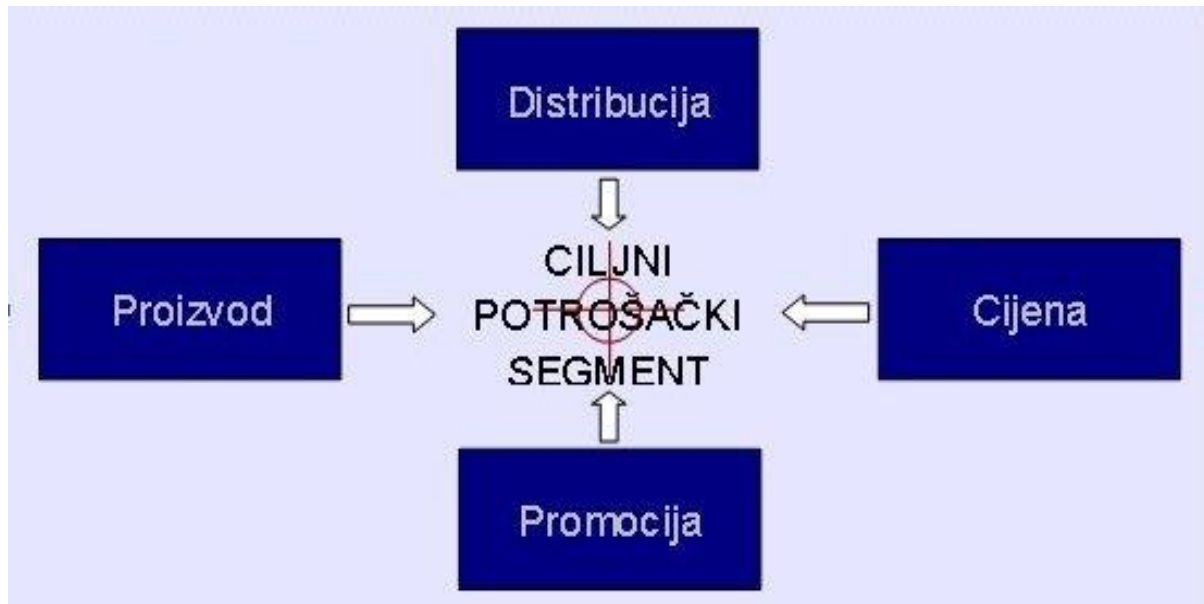 Distribucija
Proizvod
CILJNI
POTROŠAČKI
SEGMENT
Cijena
Promocija